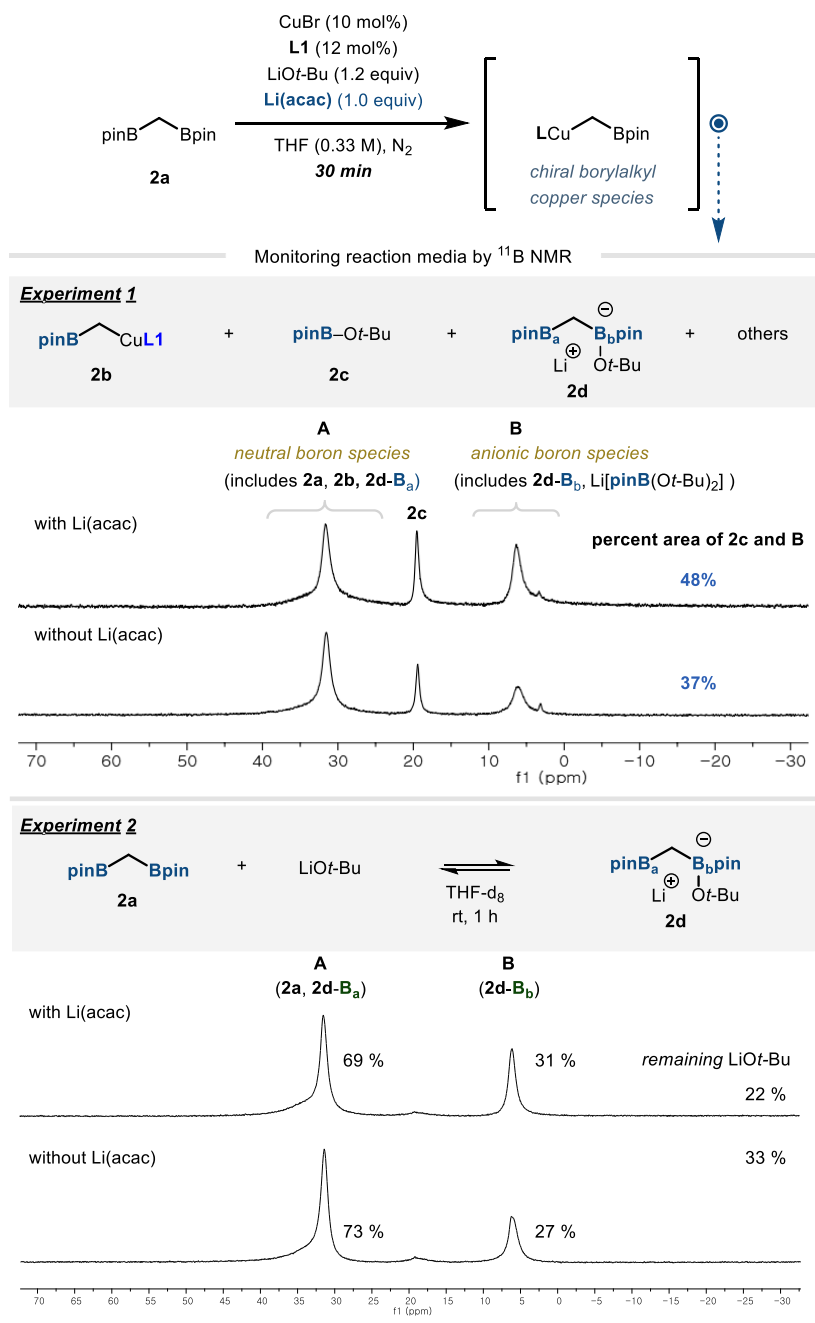 CuBr (10 mol%)
L1 (12 mol%)
LiOt-Bu (1.2 equiv)
Li(acac) (1.0 equiv)
pinB Bpin
2a
THF (0.33 M), N2
30 min
LCu Bpin
chiral borylalkyl
copper species
Monitoring reaction media by 11B NMR
Experiment 1
pinB CuL1 + pinB–Ot-Bu + pinBa Bbpin ⊖ + others
Li ⊕ Ot-Bu
2b 2c 2d
A B
neutral boron species anionic boron species
(includes 2a, 2b, 2d-Ba) (includes 2d-Bb, Li[pinB(Ot-Bu)2] )
2c
with Li(acac)
percent area of 2c and B
48%
without Li(acac)
37%
70 60 50 40 30 20 10 0 −10 −20 −30
f1 (ppm)
Experiment 2
pinB Bpin + LiOt-Bu pinBa Bbpin ⊖
Li ⊕ Ot-Bu
2a 2d
THF-d8
rt, 1 h
A B
(2a, 2d-Ba) (2d-Bb)
with Li(acac)
69 % 31 % remaining LiOt-Bu
22 %
without Li(acac) 33 %
73 % 27 %
70 65 60 55 50 45 40 35 30 25 20 15 10 5 0 -5 -10 -15 -20 -25 -30
f1 (ppm)